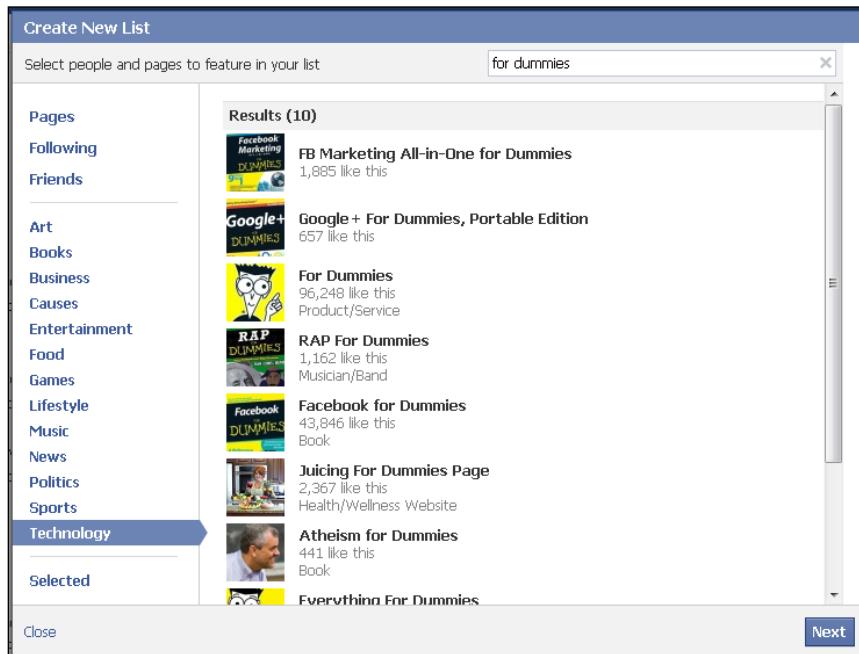 Create New List
Select people and pages to feature in your list
for dummies
Pages
Following
Friends
Art
Books
Business
Causes
Entertainment
Food
Games
Lifestyle
Music
News
Politics
Sports
Technology
Selected
Results (10)
Facebook
Marketing
DUMMIES
FB Marketing All-in-One for Dummies
1,885 like this
Google+
DUMMIES
Google+ For Dummies, Portable Edition
657 like this
For Dummies
96,248 like this
Product/Service
RAP
DUMMIES
RAP For Dummies
1,162 like this
Musician/Band
Facebook
DUMMIES
Facebook for Dummies
43,846 like this
Book
Juicing For Dummies Page
2,367 like this
Health/Wellness Website
Atheism for Dummies
441 like this
Book
Everything For Dummies
Close
Next